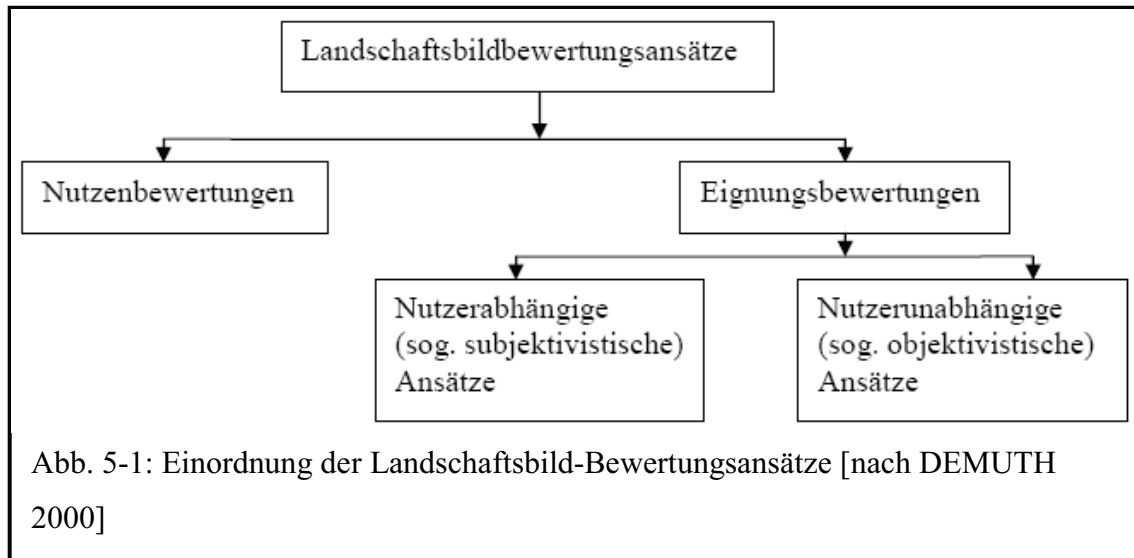 Landschaftsbildbewertungsansätze
Nutzenbewertungen
Eignungsbewertungen
Nutzerabhängige
(sog. subjektivistische)
Ansätze
Nutzerunabhängige
(sog. objektivistische)
Ansätze
Abb. 5-1: Einordnung der Landschaftsbild-Bewertungsansätze [nach DEMUTH
2000]